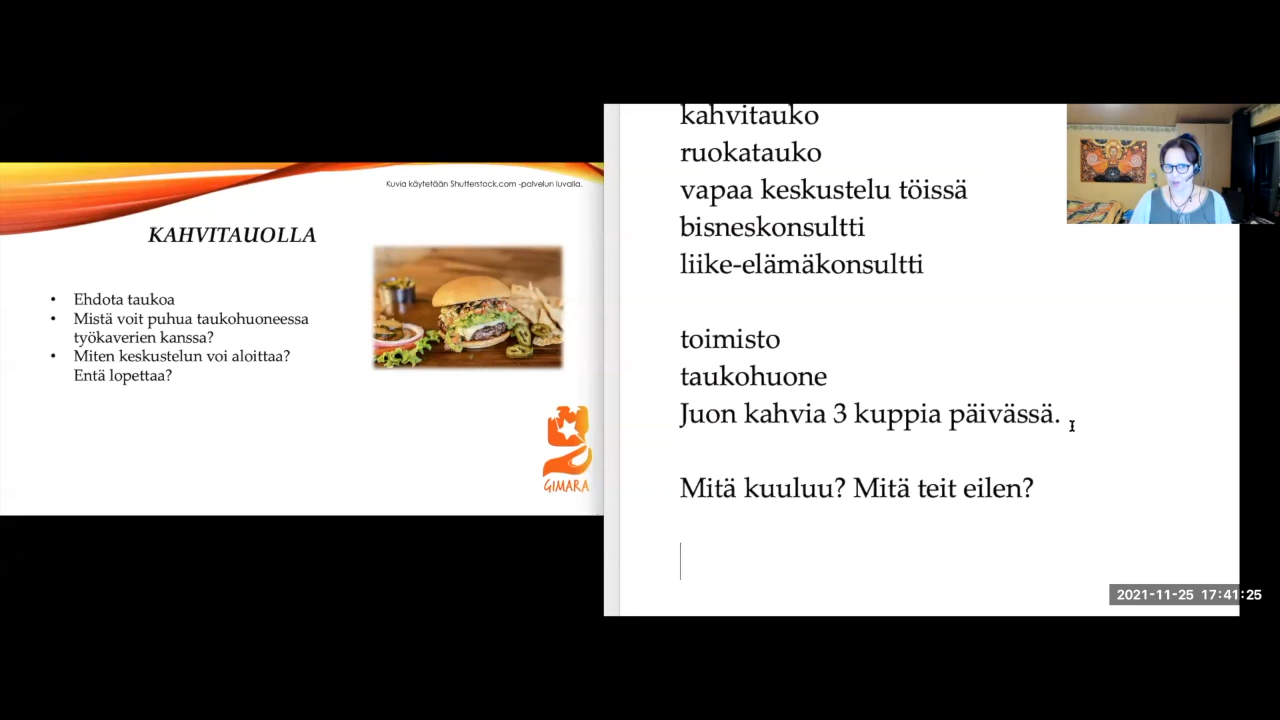 Kuvia käytetään Shutterstock.com -palvelun luvalla.
KAHVITAUOLLA
• Ehdota taukoa
• Mistä voit puhua taukohuoneessa
työkaverien kanssa?
• Miten keskustelun voi aloittaa?
Entä lopettaa?
GIMARA
kahvitauko
ruokatauko
vapaa keskustelu töissä
bisneskonsultti
liike-elämäkonsultti
toimisto
taukohuone
Juon kahvia 3 kuppia päivässä.
Mitä kuuluu? Mitä teit eilen?
2021-11-25 17:41:25